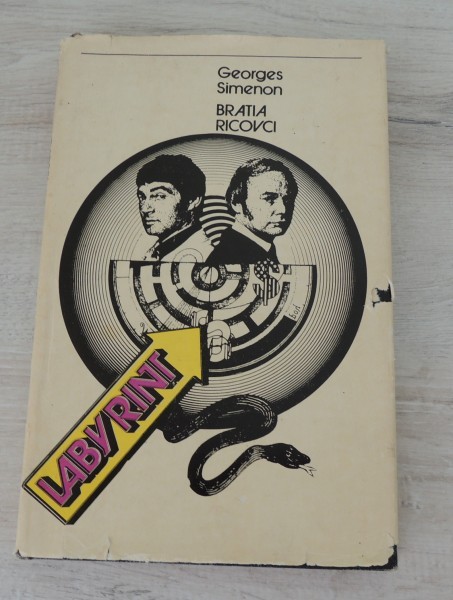 Georges
Simenon
BRATIA
RICOVCI
LABYRINT